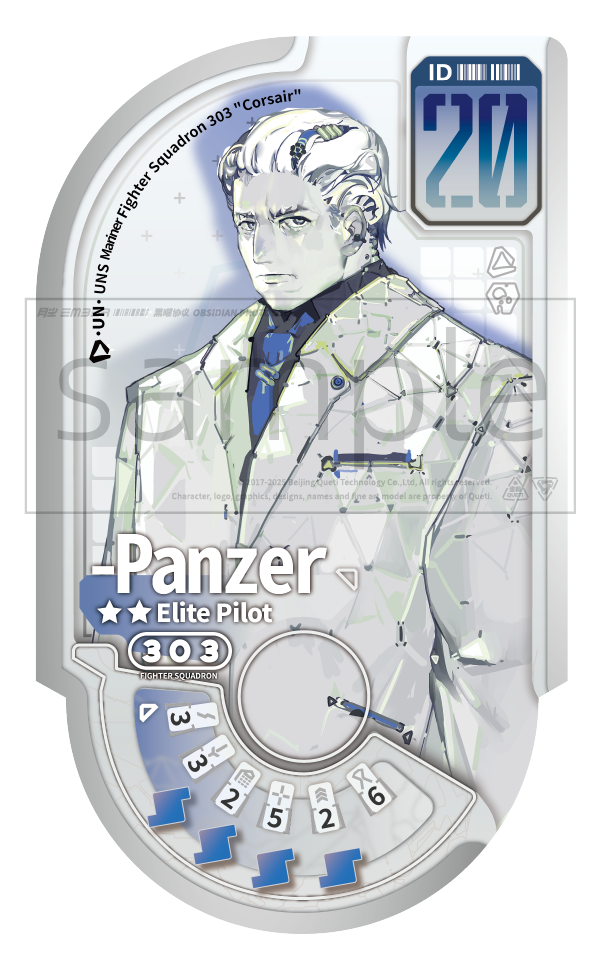 ID
20
·UN· UNS Mariner Fighter Squadron 303 "Corsair"
sample
©2017-2025 Beijing Queti Technology Co.,Ltd, All rights reserved.
Character, logo, graphics, designs, names and fine art model are property of Queti.
-Panzer
★★Elite Pilot
303
FIGHTER SQUADRON
3
3
2
5
2
6